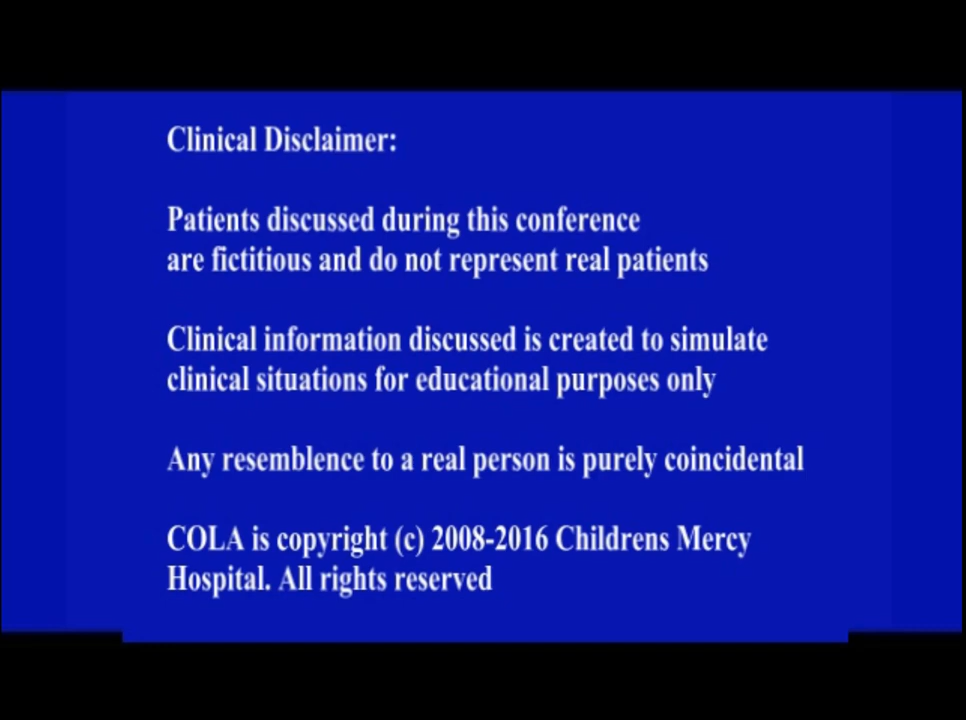 Clinical Disclaimer:
Patients discussed during this conference
are fictitious and do not represent real patients
Clinical information discussed is created to simulate
clinical situations for educational purposes only
Any resemblence to a real person is purely coincidental
COLA is copyright (c) 2008-2016 Childrens Mercy
Hospital. All rights reserved